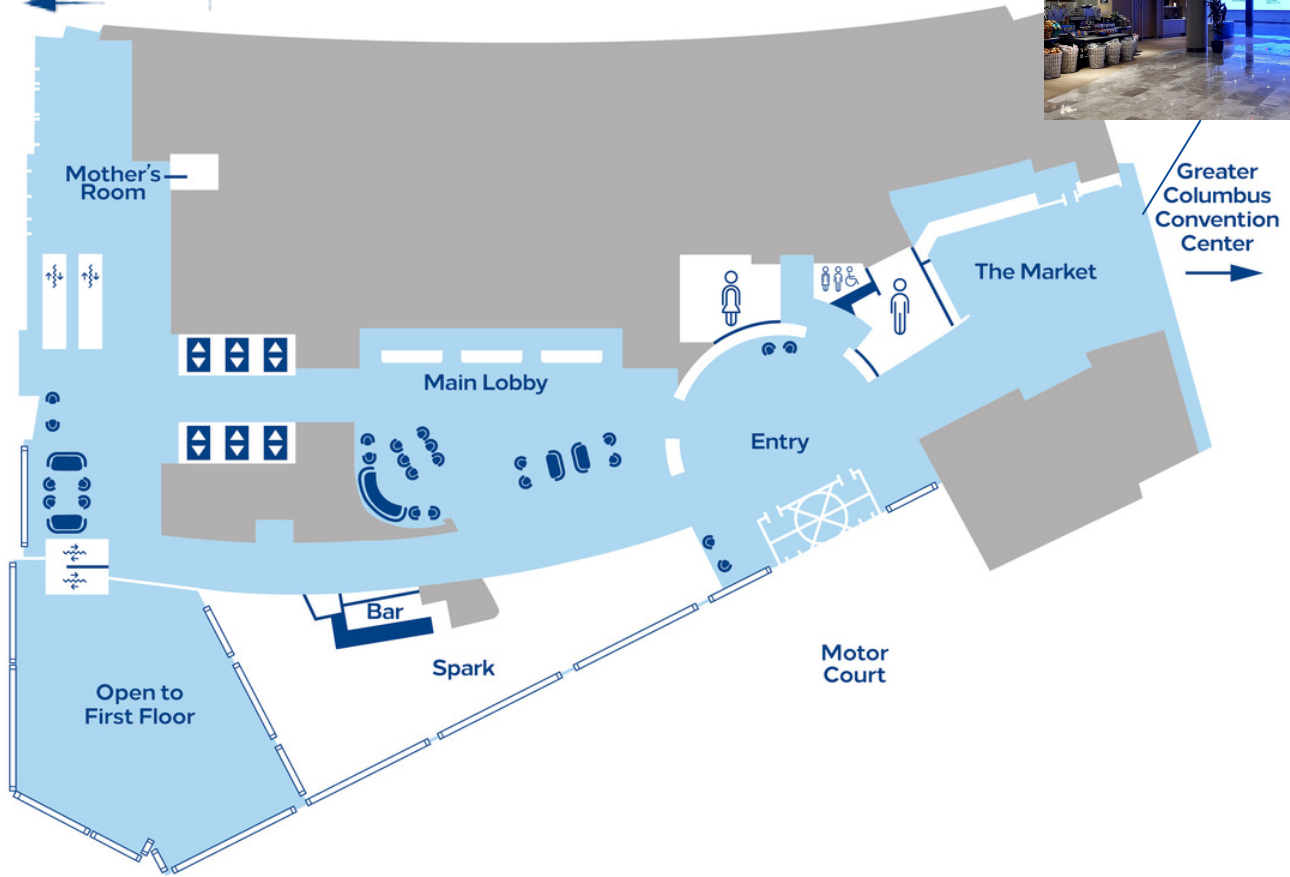 Mother's
Room
Greater
Columbus
Convention
Center
The Market
Main Lobby
Entry
Bar
Spark
Motor
Court
Open to
First Floor